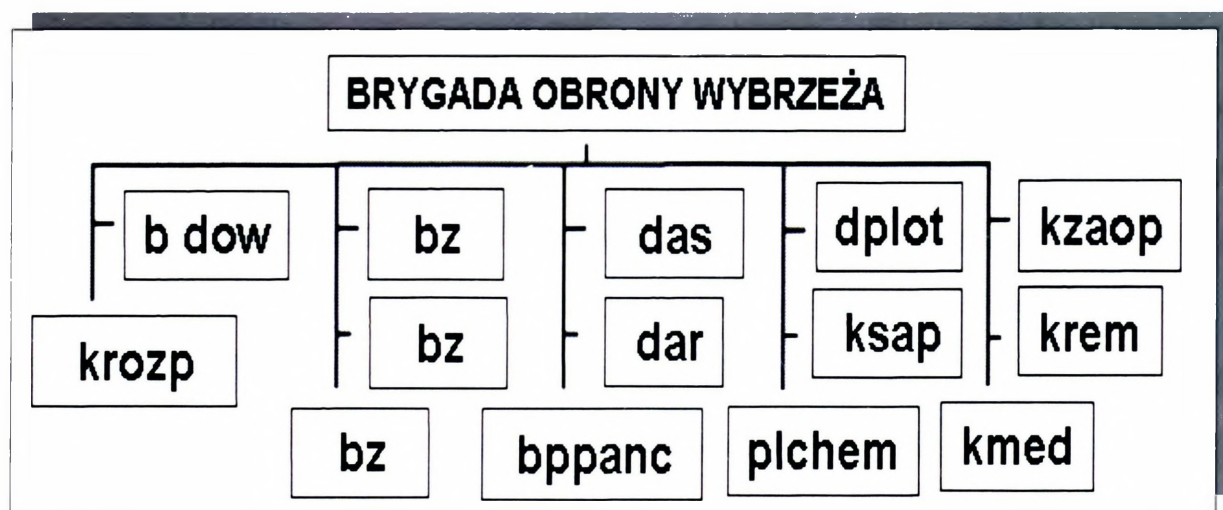 BRYGADA OBRONY WYBRZEŻA
b dow
krozp
bz
bz
bz
das
dar
bppanc
dplot
ksap
plchem
kzaop
krem
kmed